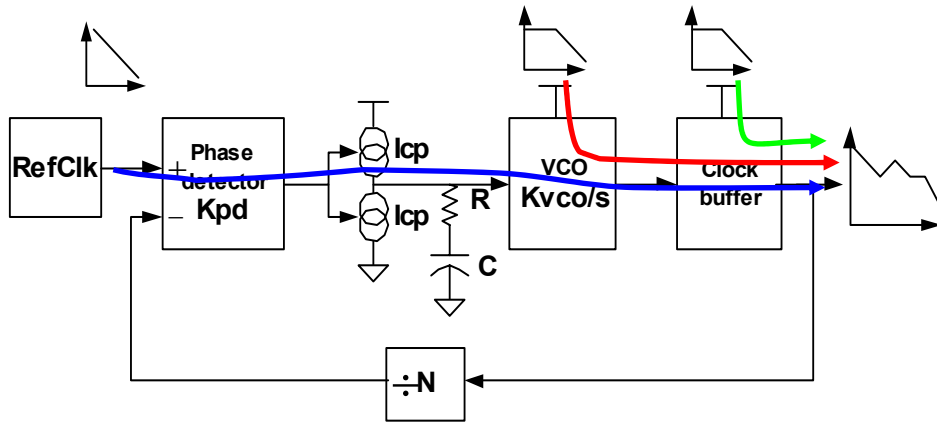 RefClk
+
−
Phase
detector
Kpd
Icp
Icp
R
C
VCO
Kvco/s
Clock
buffer
÷N